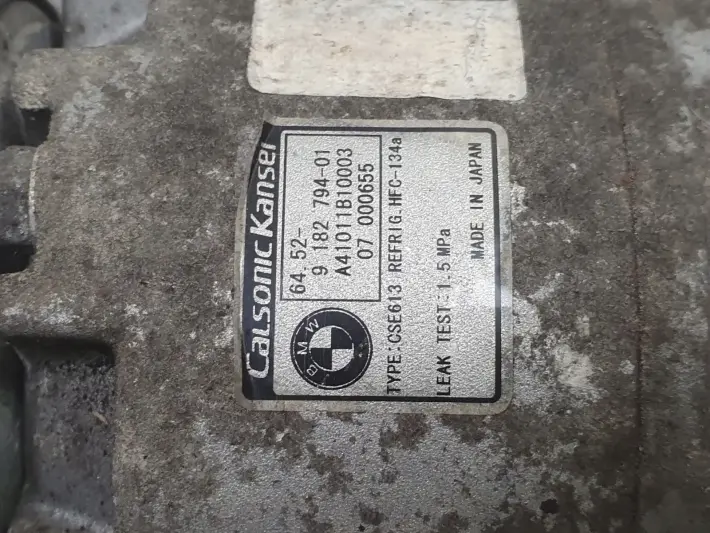 CalsonicKansei
64.52-
9 182 794-01
A41011B10003
07 000655
BMW
TYPE:CSE613 REFRIG.HFC-134a
LEAK TEST:1.5MPa
MADE IN JAPAN